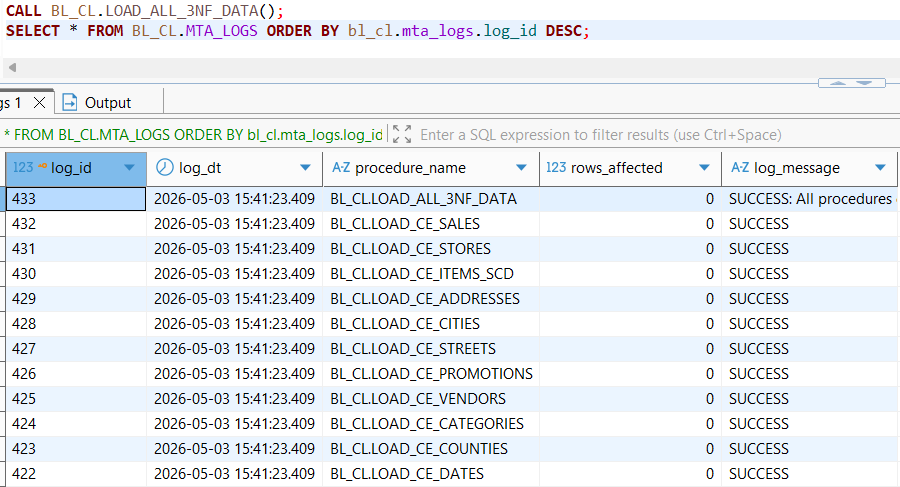 CALL BL_CL.LOAD_ALL_3NF_DATA();
SELECT * FROM BL_CL.MTA_LOGS ORDER BY bl_cl.mta_logs.log_id DESC;
gs 1 Output
* FROM BL_CL.MTA_LOGS ORDER BY bl_cl.mta_logs.log_id Enter a SQL expression to filter results (use Ctrl+Space)
123 log_id log_dt A-Z procedure_name 123 rows_affected A-Z log_message
433 2026-05-03 15:41:23.409 BL_CL.LOAD_ALL_3NF_DATA 0 SUCCESS: All procedures
432 2026-05-03 15:41:23.409 BL_CL.LOAD_CE_SALES 0 SUCCESS
431 2026-05-03 15:41:23.409 BL_CL.LOAD_CE_STORES 0 SUCCESS
430 2026-05-03 15:41:23.409 BL_CL.LOAD_CE_ITEMS_SCD 0 SUCCESS
429 2026-05-03 15:41:23.409 BL_CL.LOAD_CE_ADDRESSES 0 SUCCESS
428 2026-05-03 15:41:23.409 BL_CL.LOAD_CE_CITIES 0 SUCCESS
427 2026-05-03 15:41:23.409 BL_CL.LOAD_CE_STREETS 0 SUCCESS
426 2026-05-03 15:41:23.409 BL_CL.LOAD_CE_PROMOTIONS 0 SUCCESS
425 2026-05-03 15:41:23.409 BL_CL.LOAD_CE_VENDORS 0 SUCCESS
424 2026-05-03 15:41:23.409 BL_CL.LOAD_CE_CATEGORIES 0 SUCCESS
423 2026-05-03 15:41:23.409 BL_CL.LOAD_CE_COUNTIES 0 SUCCESS
422 2026-05-03 15:41:23.409 BL_CL.LOAD_CE_DATES 0 SUCCESS